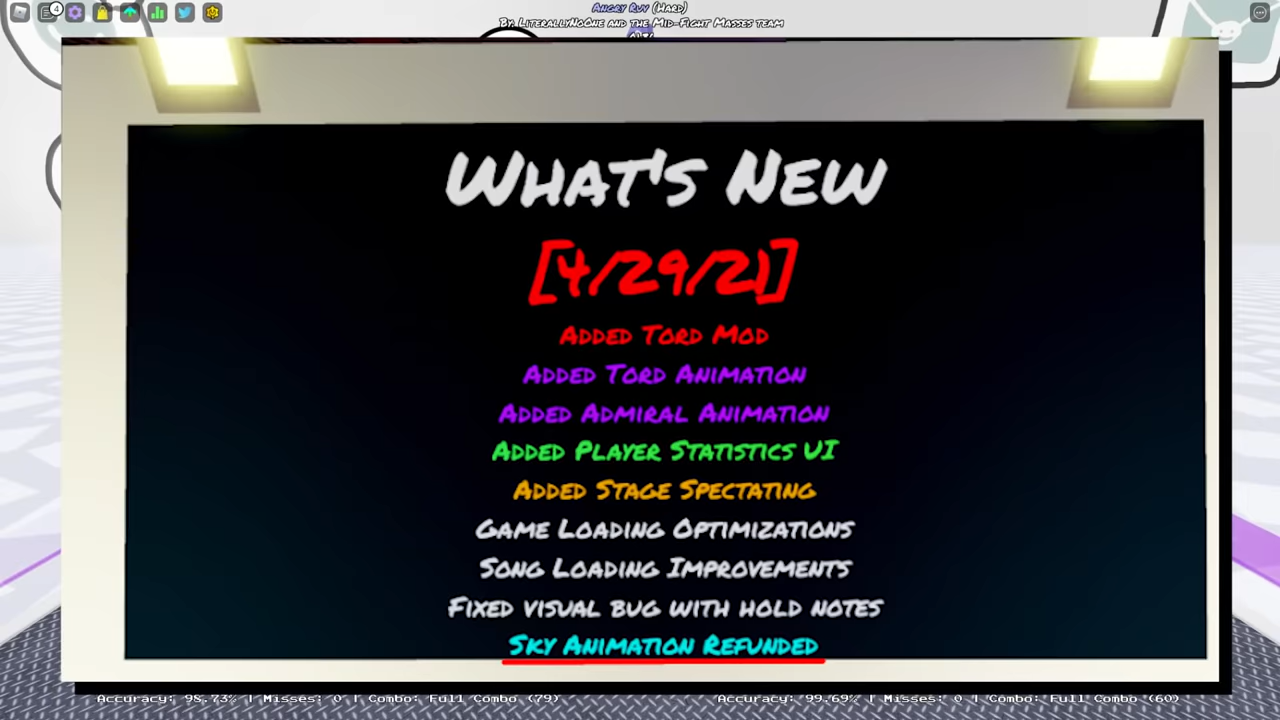 4
Angry Ruv (Hard)
By: LiterallyNoOne and the Mid-Fight Masses team
What's New
[4/29/21]
Added Tord Mod
Added Tord Animation
Added Admiral Animation
Added Player Statistics UI
Added Stage Spectating
Game Loading Optimizations
Song Loading Improvements
Fixed visual bug with hold notes
Sky Animation Refunded
Accuracy: 98.73% | Misses: 0 | Combo: Full Combo (79)
Accuracy: 99.69% | Misses: 0 | Combo: Full Combo (60)